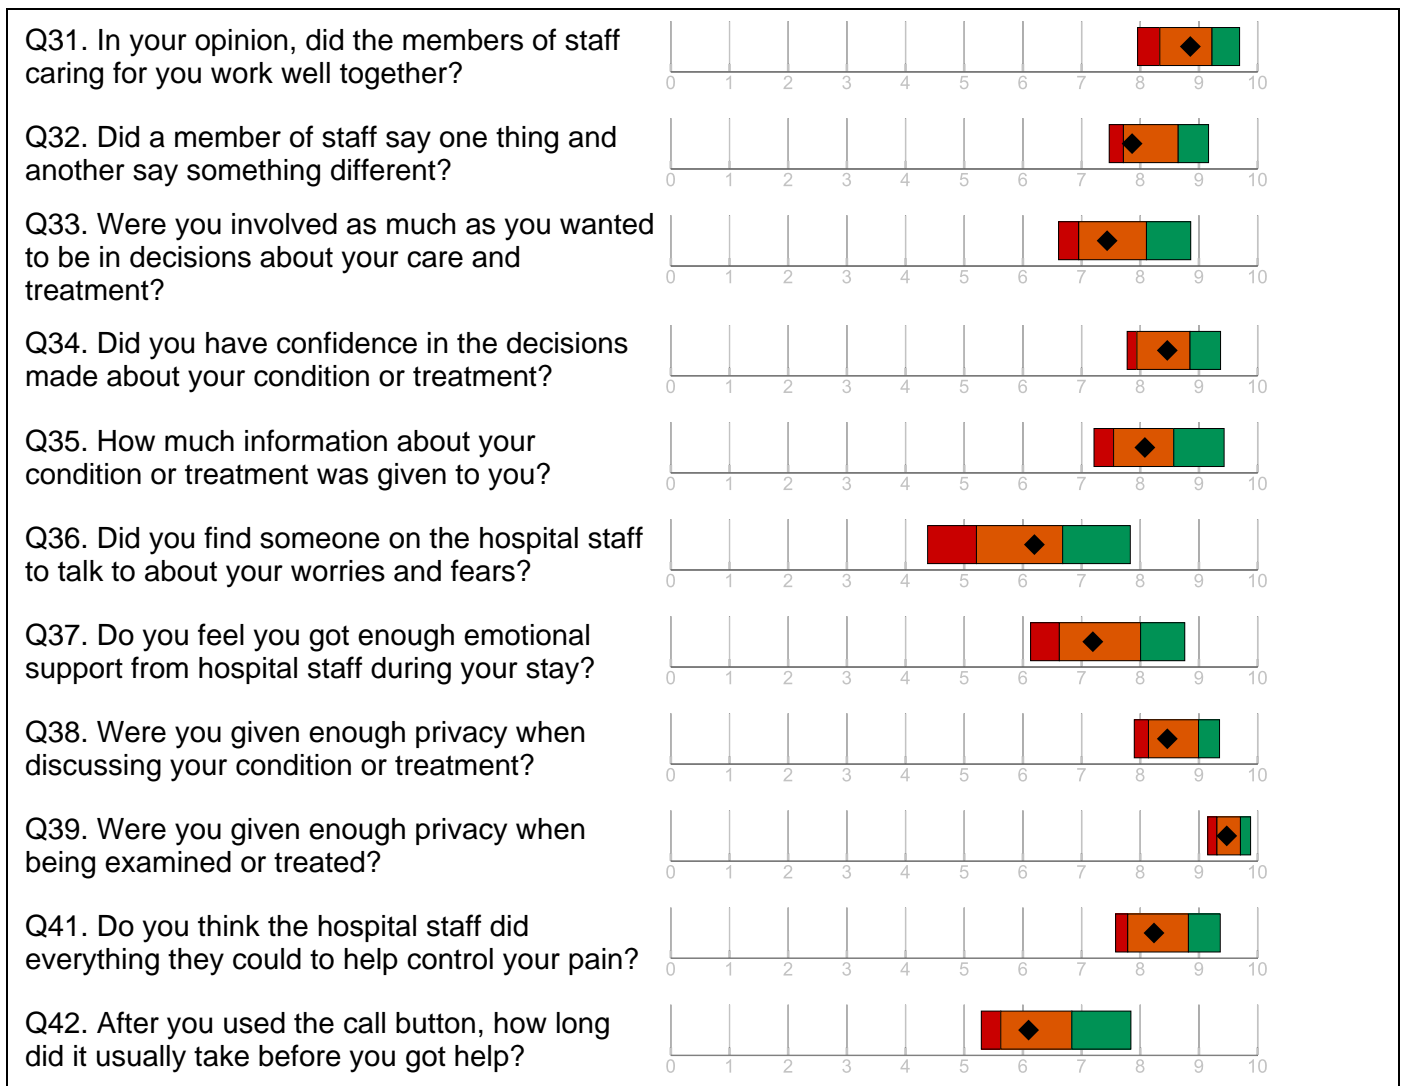 Q31. In your opinion, did the members of staff
caring for you work well together?
0 1 2 3 4 5 6 7 8 9 10
Q32. Did a member of staff say one thing and
another say something different?
0 1 2 3 4 5 6 7 8 9 10
Q33. Were you involved as much as you wanted
to be in decisions about your care and
treatment?
0 1 2 3 4 5 6 7 8 9 10
Q34. Did you have confidence in the decisions
made about your condition or treatment?
0 1 2 3 4 5 6 7 8 9 10
Q35. How much information about your
condition or treatment was given to you?
0 1 2 3 4 5 6 7 8 9 10
Q36. Did you find someone on the hospital staff
to talk to about your worries and fears?
0 1 2 3 4 5 6 7 8 9 10
Q37. Do you feel you got enough emotional
support from hospital staff during your stay?
0 1 2 3 4 5 6 7 8 9 10
Q38. Were you given enough privacy when
discussing your condition or treatment?
0 1 2 3 4 5 6 7 8 9 10
Q39. Were you given enough privacy when
being examined or treated?
0 1 2 3 4 5 6 7 8 9 10
Q41. Do you think the hospital staff did
everything they could to help control your pain?
0 1 2 3 4 5 6 7 8 9 10
Q42. After you used the call button, how long
did it usually take before you got help?
0 1 2 3 4 5 6 7 8 9 10